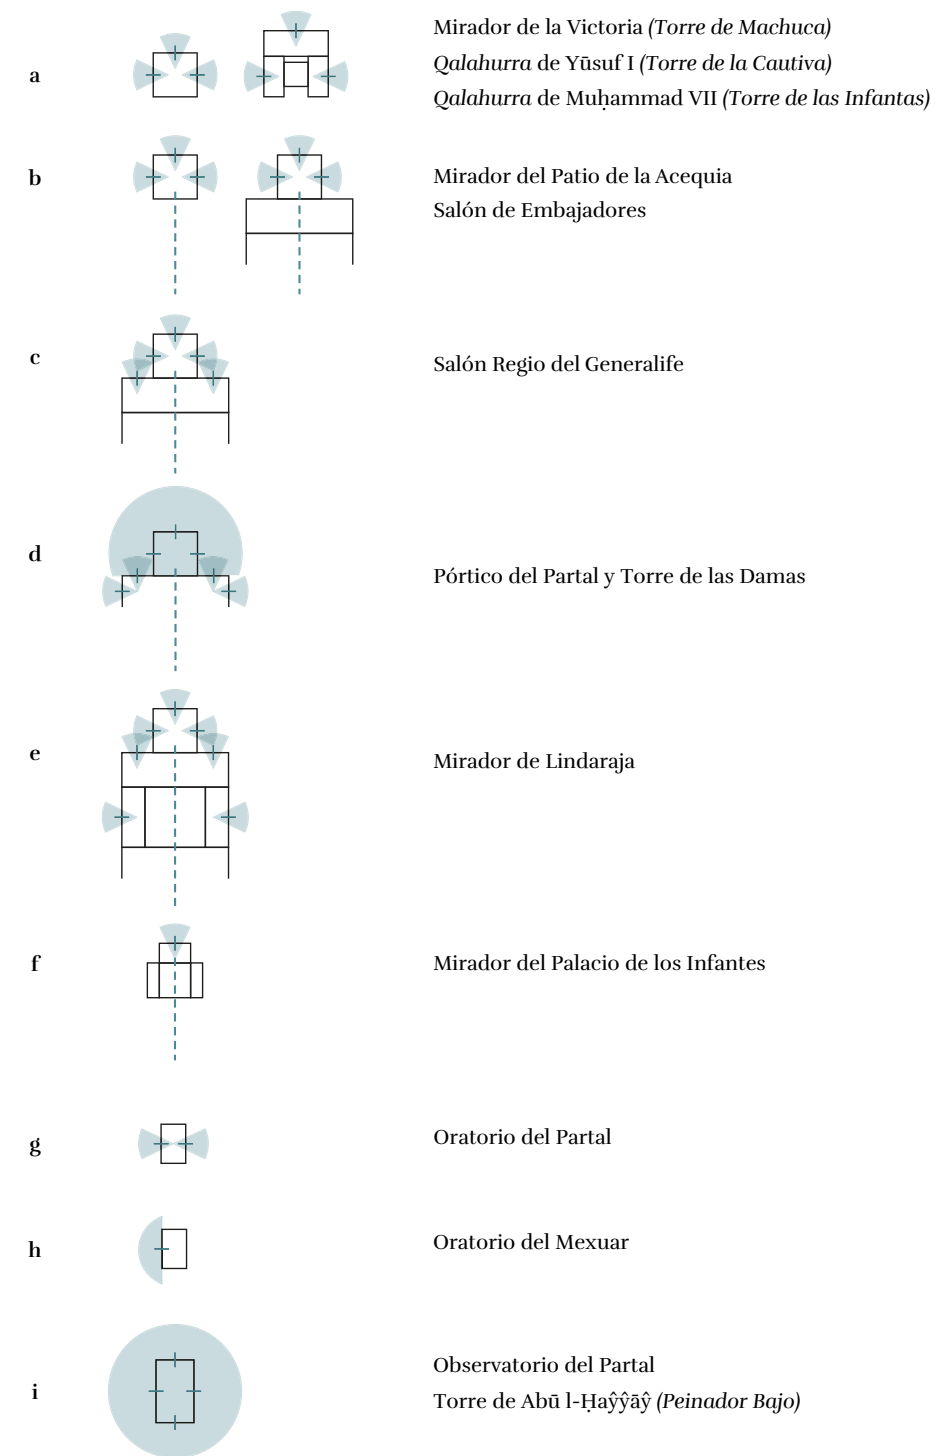 a
Mirador de la Victoria (Torre de Machuca)
Qalahurra de Yūsuf I (Torre de la Cautiva)
Qalahurra de Muḥammad VII (Torre de las Infantas)
b
Mirador del Patio de la Acequia
Salón de Embajadores
c
Salón Regio del Generalife
d
Pórtico del Partal y Torre de las Damas
e
Mirador de Lindaraja
f
Mirador del Palacio de los Infantes
g
Oratorio del Partal
h
Oratorio del Mexuar
i
Observatorio del Partal
Torre de Abū l-Ḥaŷŷāŷ (Peinador Bajo)